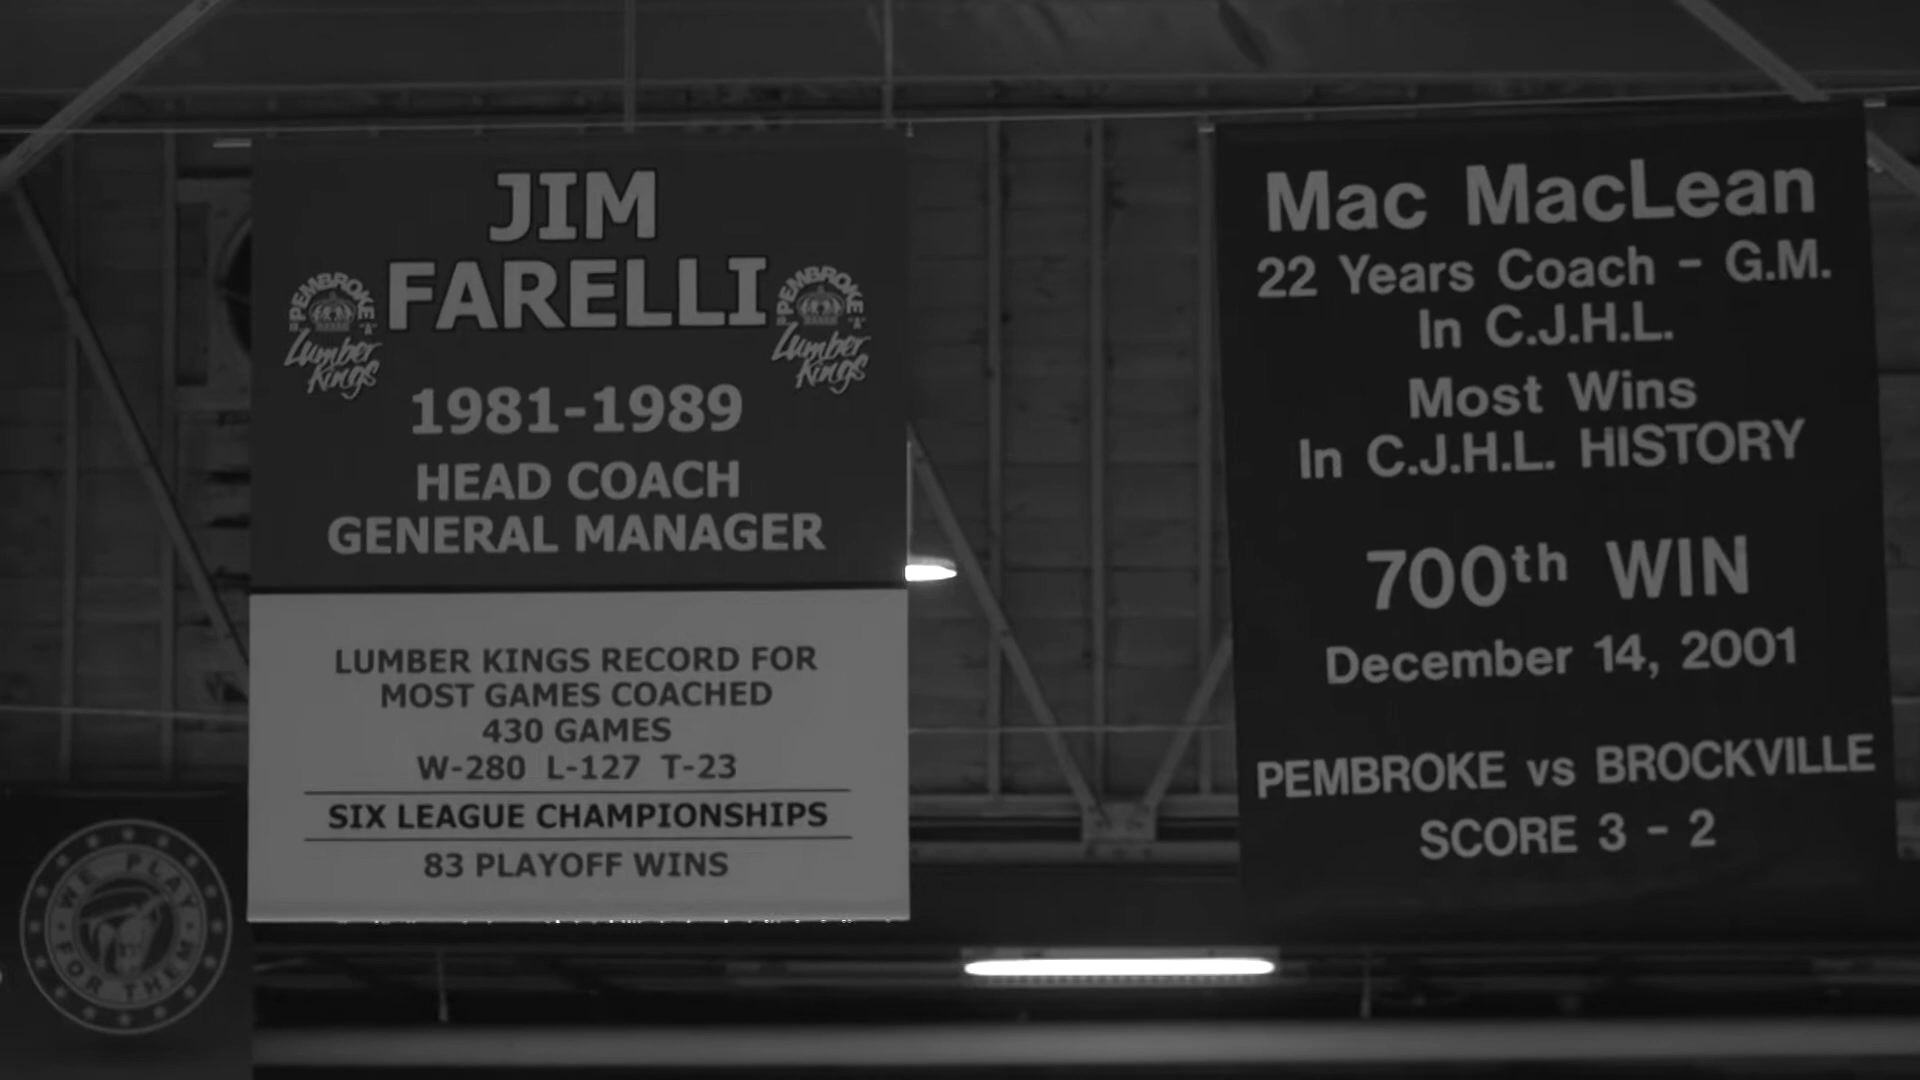 JIM
FARELLI
PEMBROKE
"A"
Lumber
Kings
PEMBROKE
"A"
Lumber
Kings
1981-1989
HEAD COACH
GENERAL MANAGER
LUMBER KINGS RECORD FOR
MOST GAMES COACHED
430 GAMES
W-280 L-127 T-23
SIX LEAGUE CHAMPIONSHIPS
83 PLAYOFF WINS
Mac MacLean
22 Years Coach - G.M.
In C.J.H.L.
Most Wins
In C.J.H.L. HISTORY
700th WIN
December 14, 2001
PEMBROKE vs BROCKVILLE
SCORE 3 - 2
WE PLAY
FOR THEM